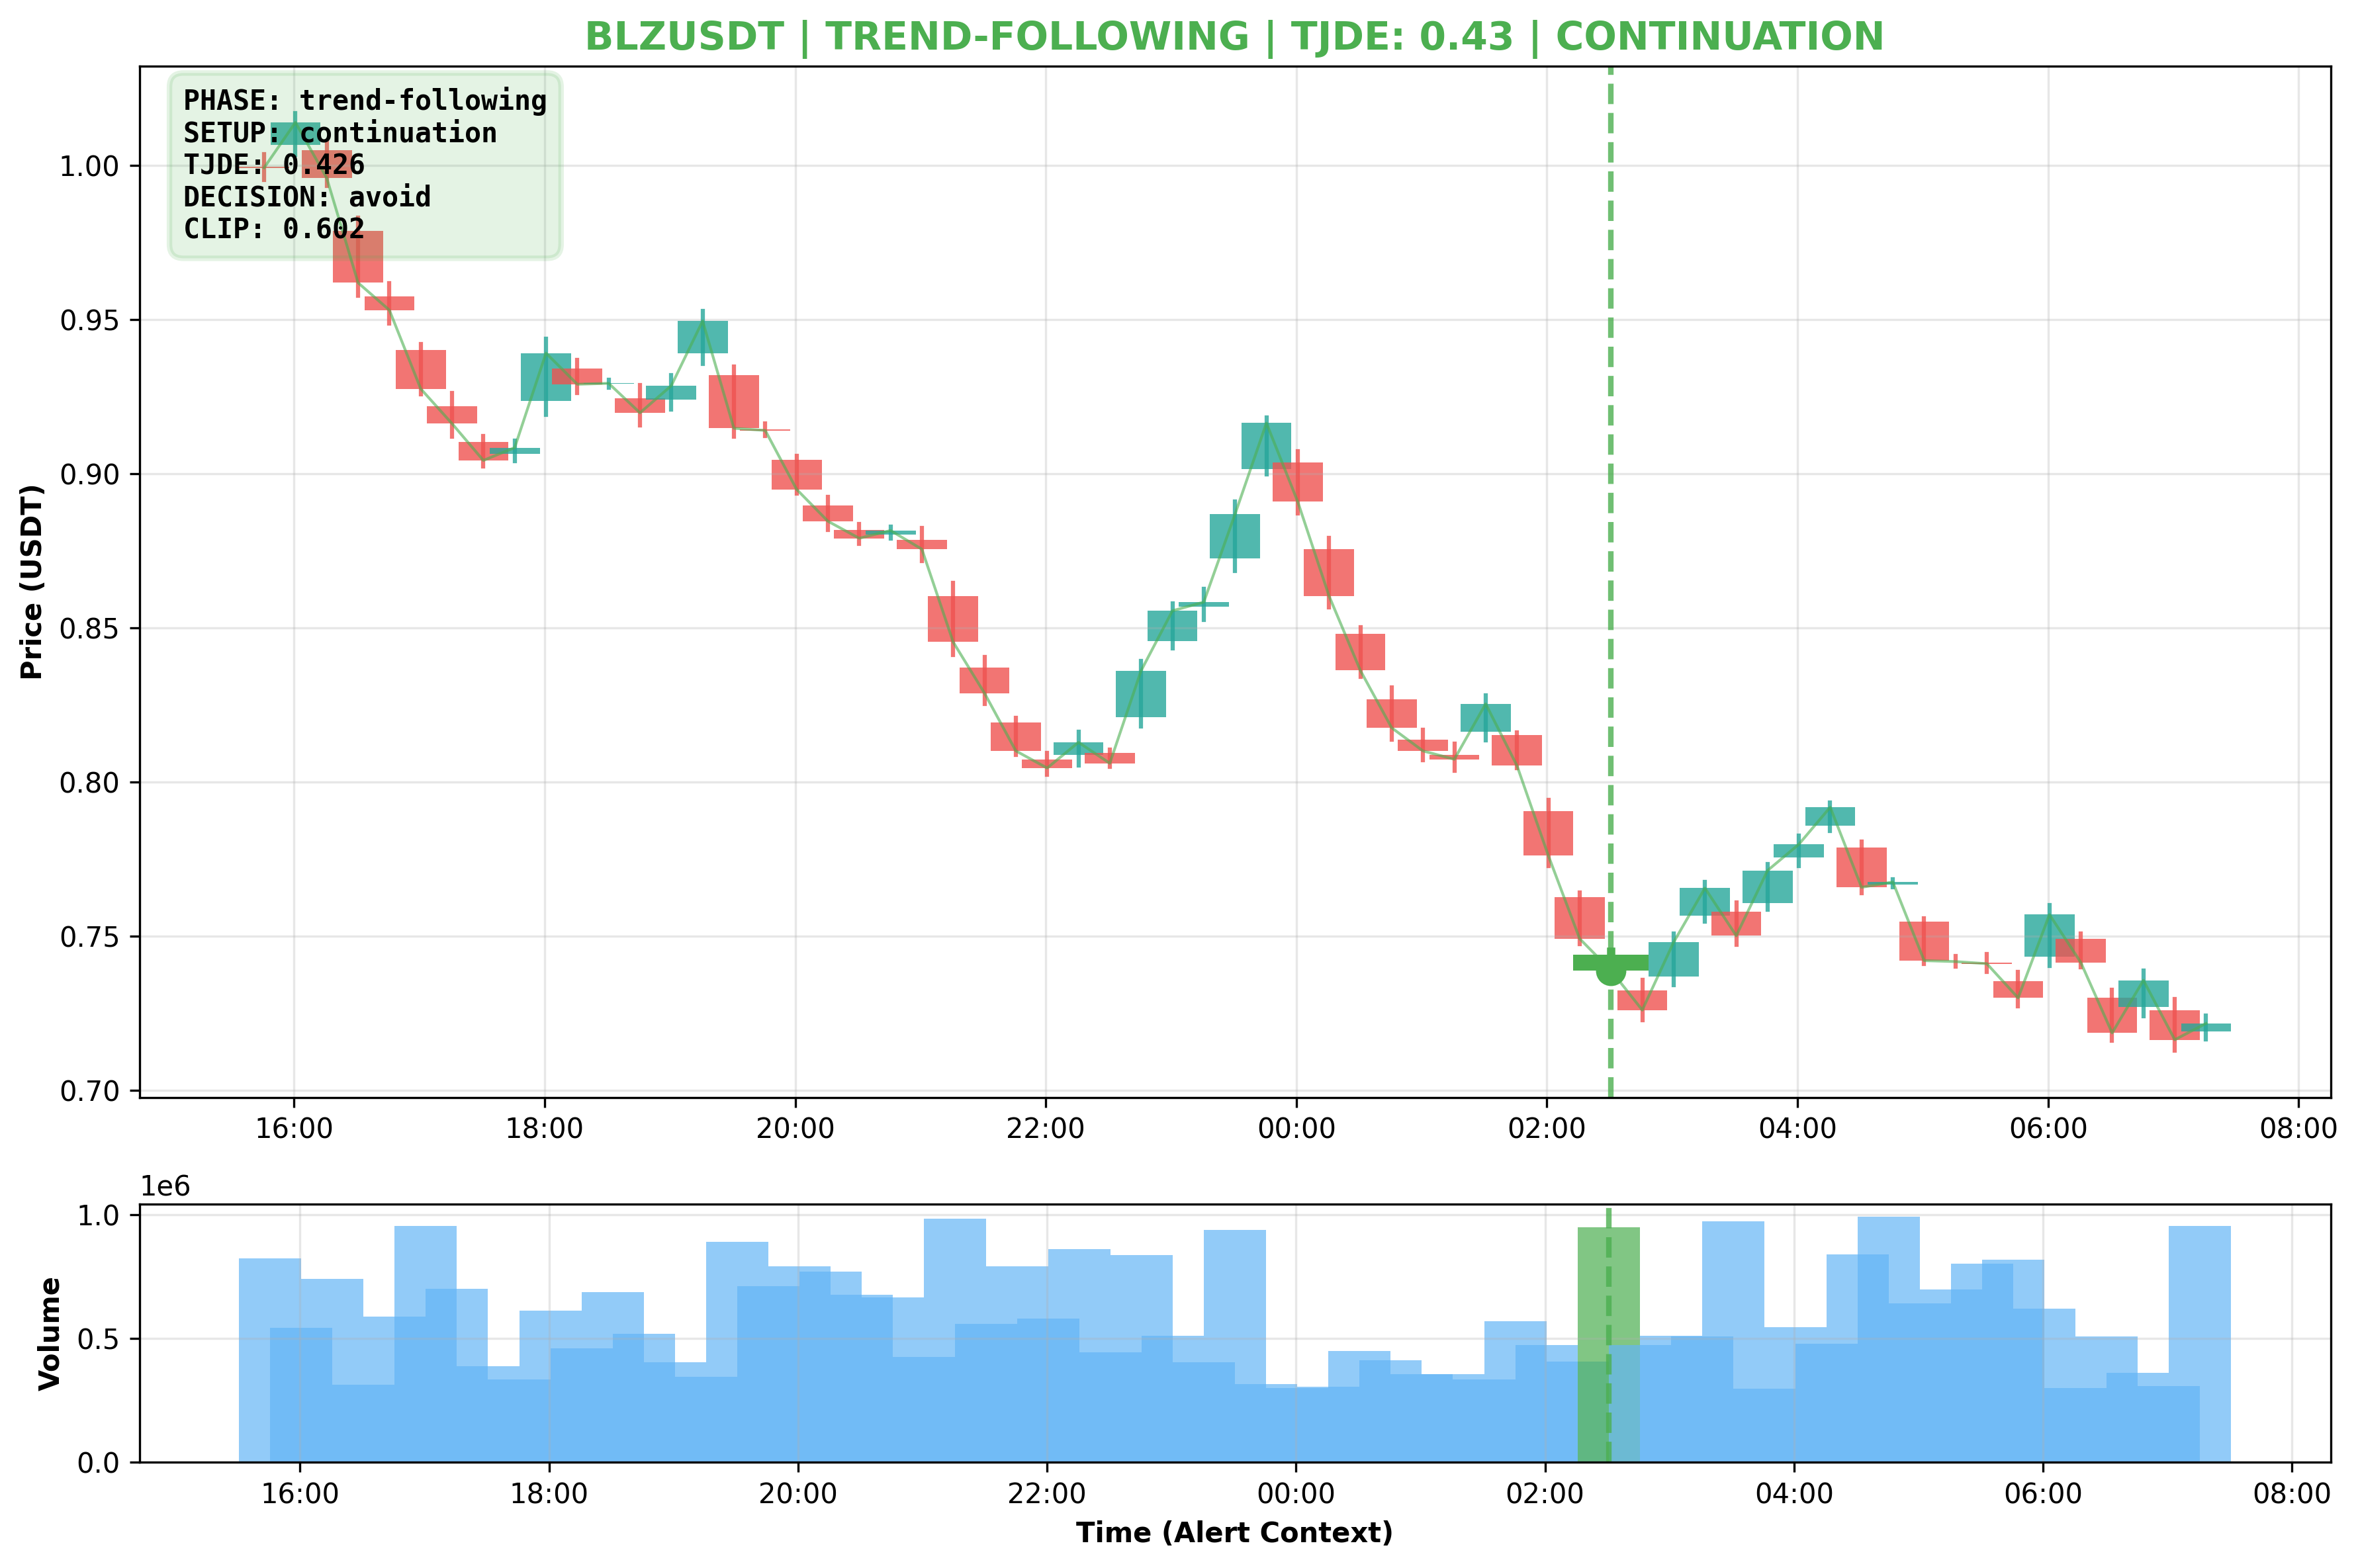 BLZUSDT | TREND-FOLLOWING | TJDE: 0.43 | CONTINUATION
PHASE: trend-following
SETUP: continuation
TJDE: 0.426
DECISION: avoid
CLIP: 0.602
Price (USDT)
1.00
0.95
0.90
0.85
0.80
0.75
0.70
16:00 18:00 20:00 22:00 00:00 02:00 04:00 06:00 08:00
1e6
Volume
1.0
0.5
0.0
16:00 18:00 20:00 22:00 00:00 02:00 04:00 06:00 08:00
Time (Alert Context)